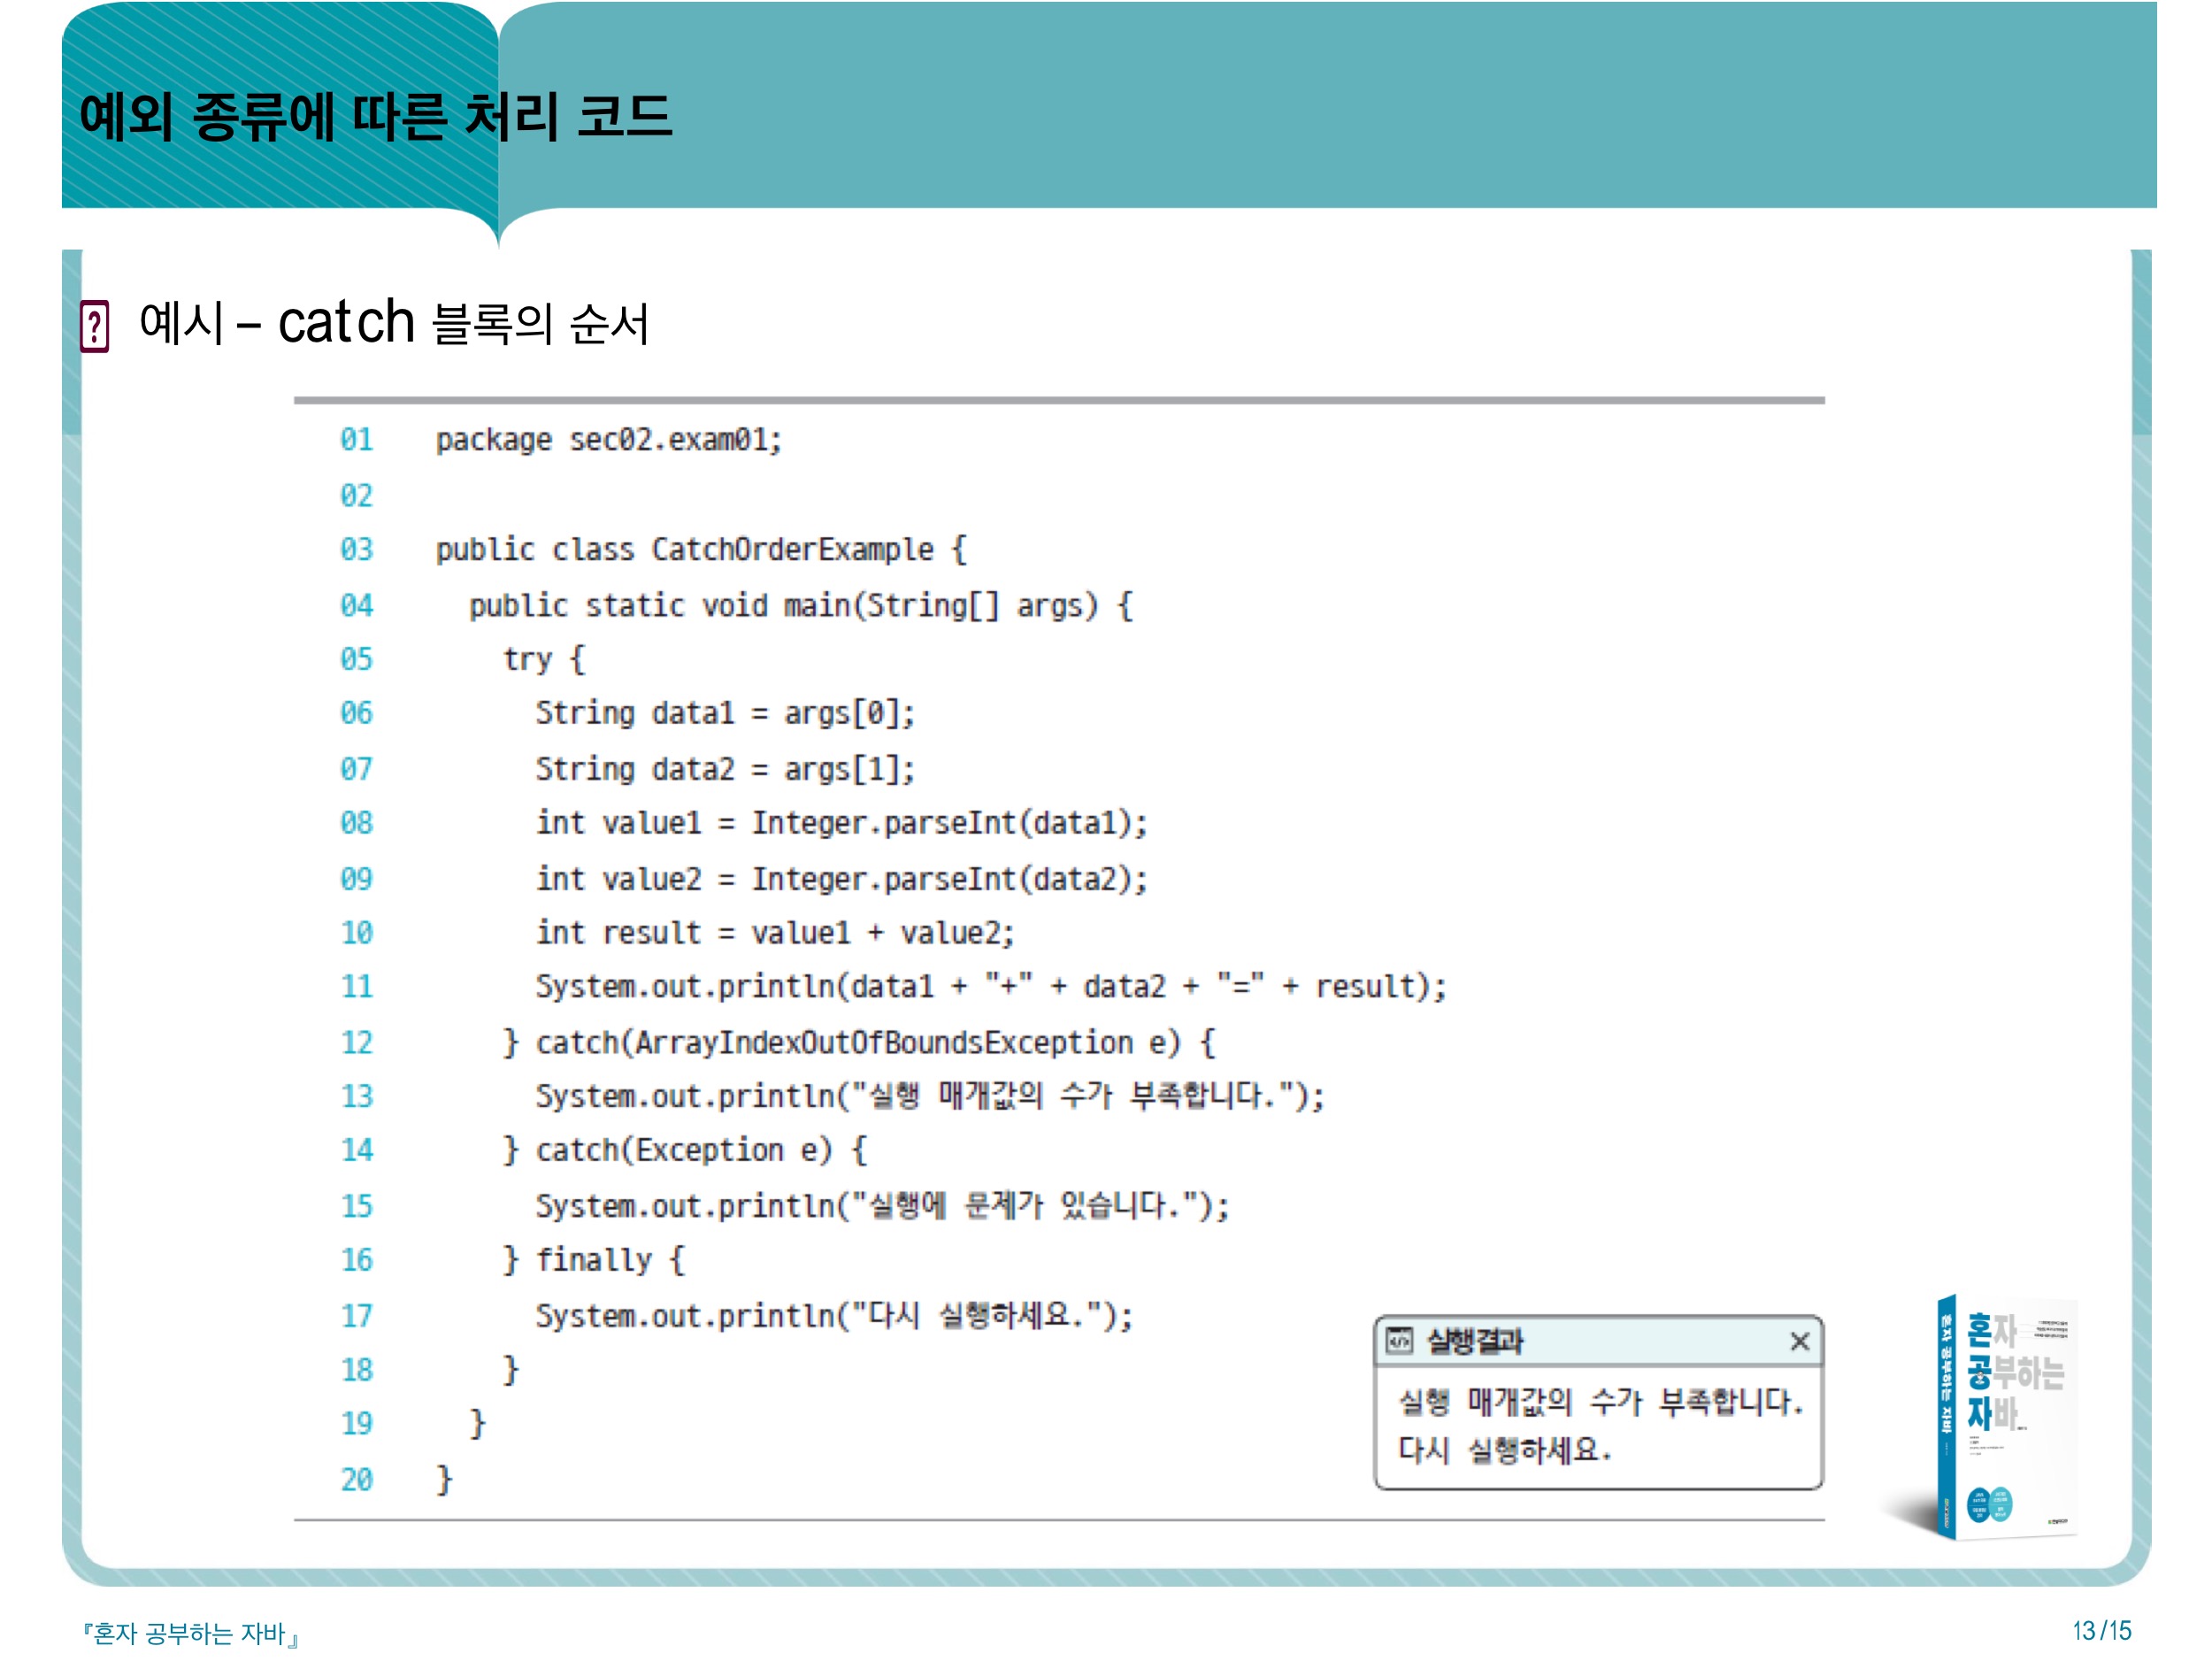 예외 종류에 따른 처리 코드
예시 – catch 블록의 순서
01 package sec02.exam01;
02
03 public class CatchOrderExample {
04 public static void main(String[] args) {
05 try {
06 String data1 = args[0];
07 String data2 = args[1];
08 int value1 = Integer.parseInt(data1);
09 int value2 = Integer.parseInt(data2);
10 int result = value1 + value2;
11 System.out.println(data1 + "+" + data2 + "=" + result);
12 } catch(ArrayIndexOutOfBoundsException e) {
13 System.out.println("실행 매개값의 수가 부족합니다.");
14 } catch(Exception e) {
15 System.out.println("실행에 문제가 있습니다.");
16 } finally {
17 System.out.println("다시 실행하세요.");
18 }
19 }
20 }
실행결과
실행 매개값의 수가 부족합니다.
다시 실행하세요.
혼자 공부하는 자바
혼자
공부하는
자바
『혼자 공부하는 자바』
13/15